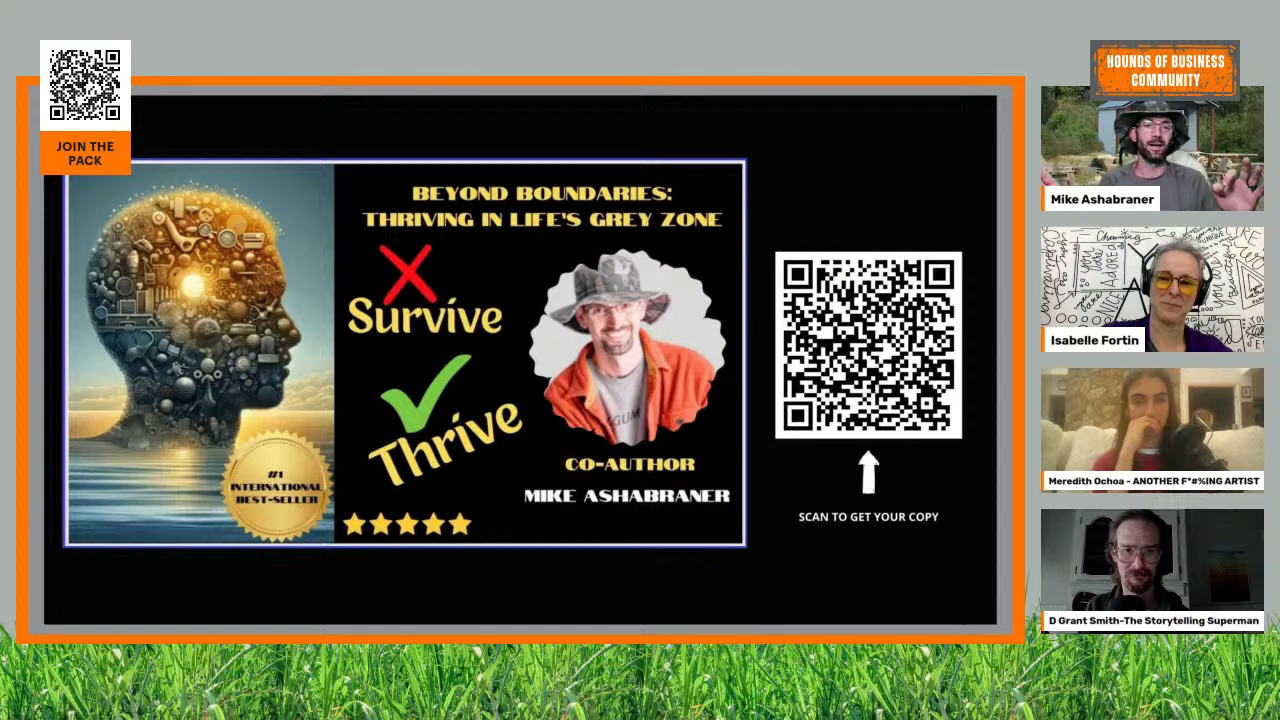 JOIN THE
PACK
BEYOND BOUNDARIES:
THRIVING IN LIFE'S GREY ZONE
Survive
Thrive
#1
INTERNATIONAL
BEST-SELLER
CO-AUTHOR
MIKE ASHABRANER
SCAN TO GET YOUR COPY
HOUNDS OF BUSINESS
COMMUNITY
Mike Ashabraner
Isabelle Fortin
Meredith Ochoa - ANOTHER F*#%ING ARTIST
D Grant Smith-The Storytelling Superman